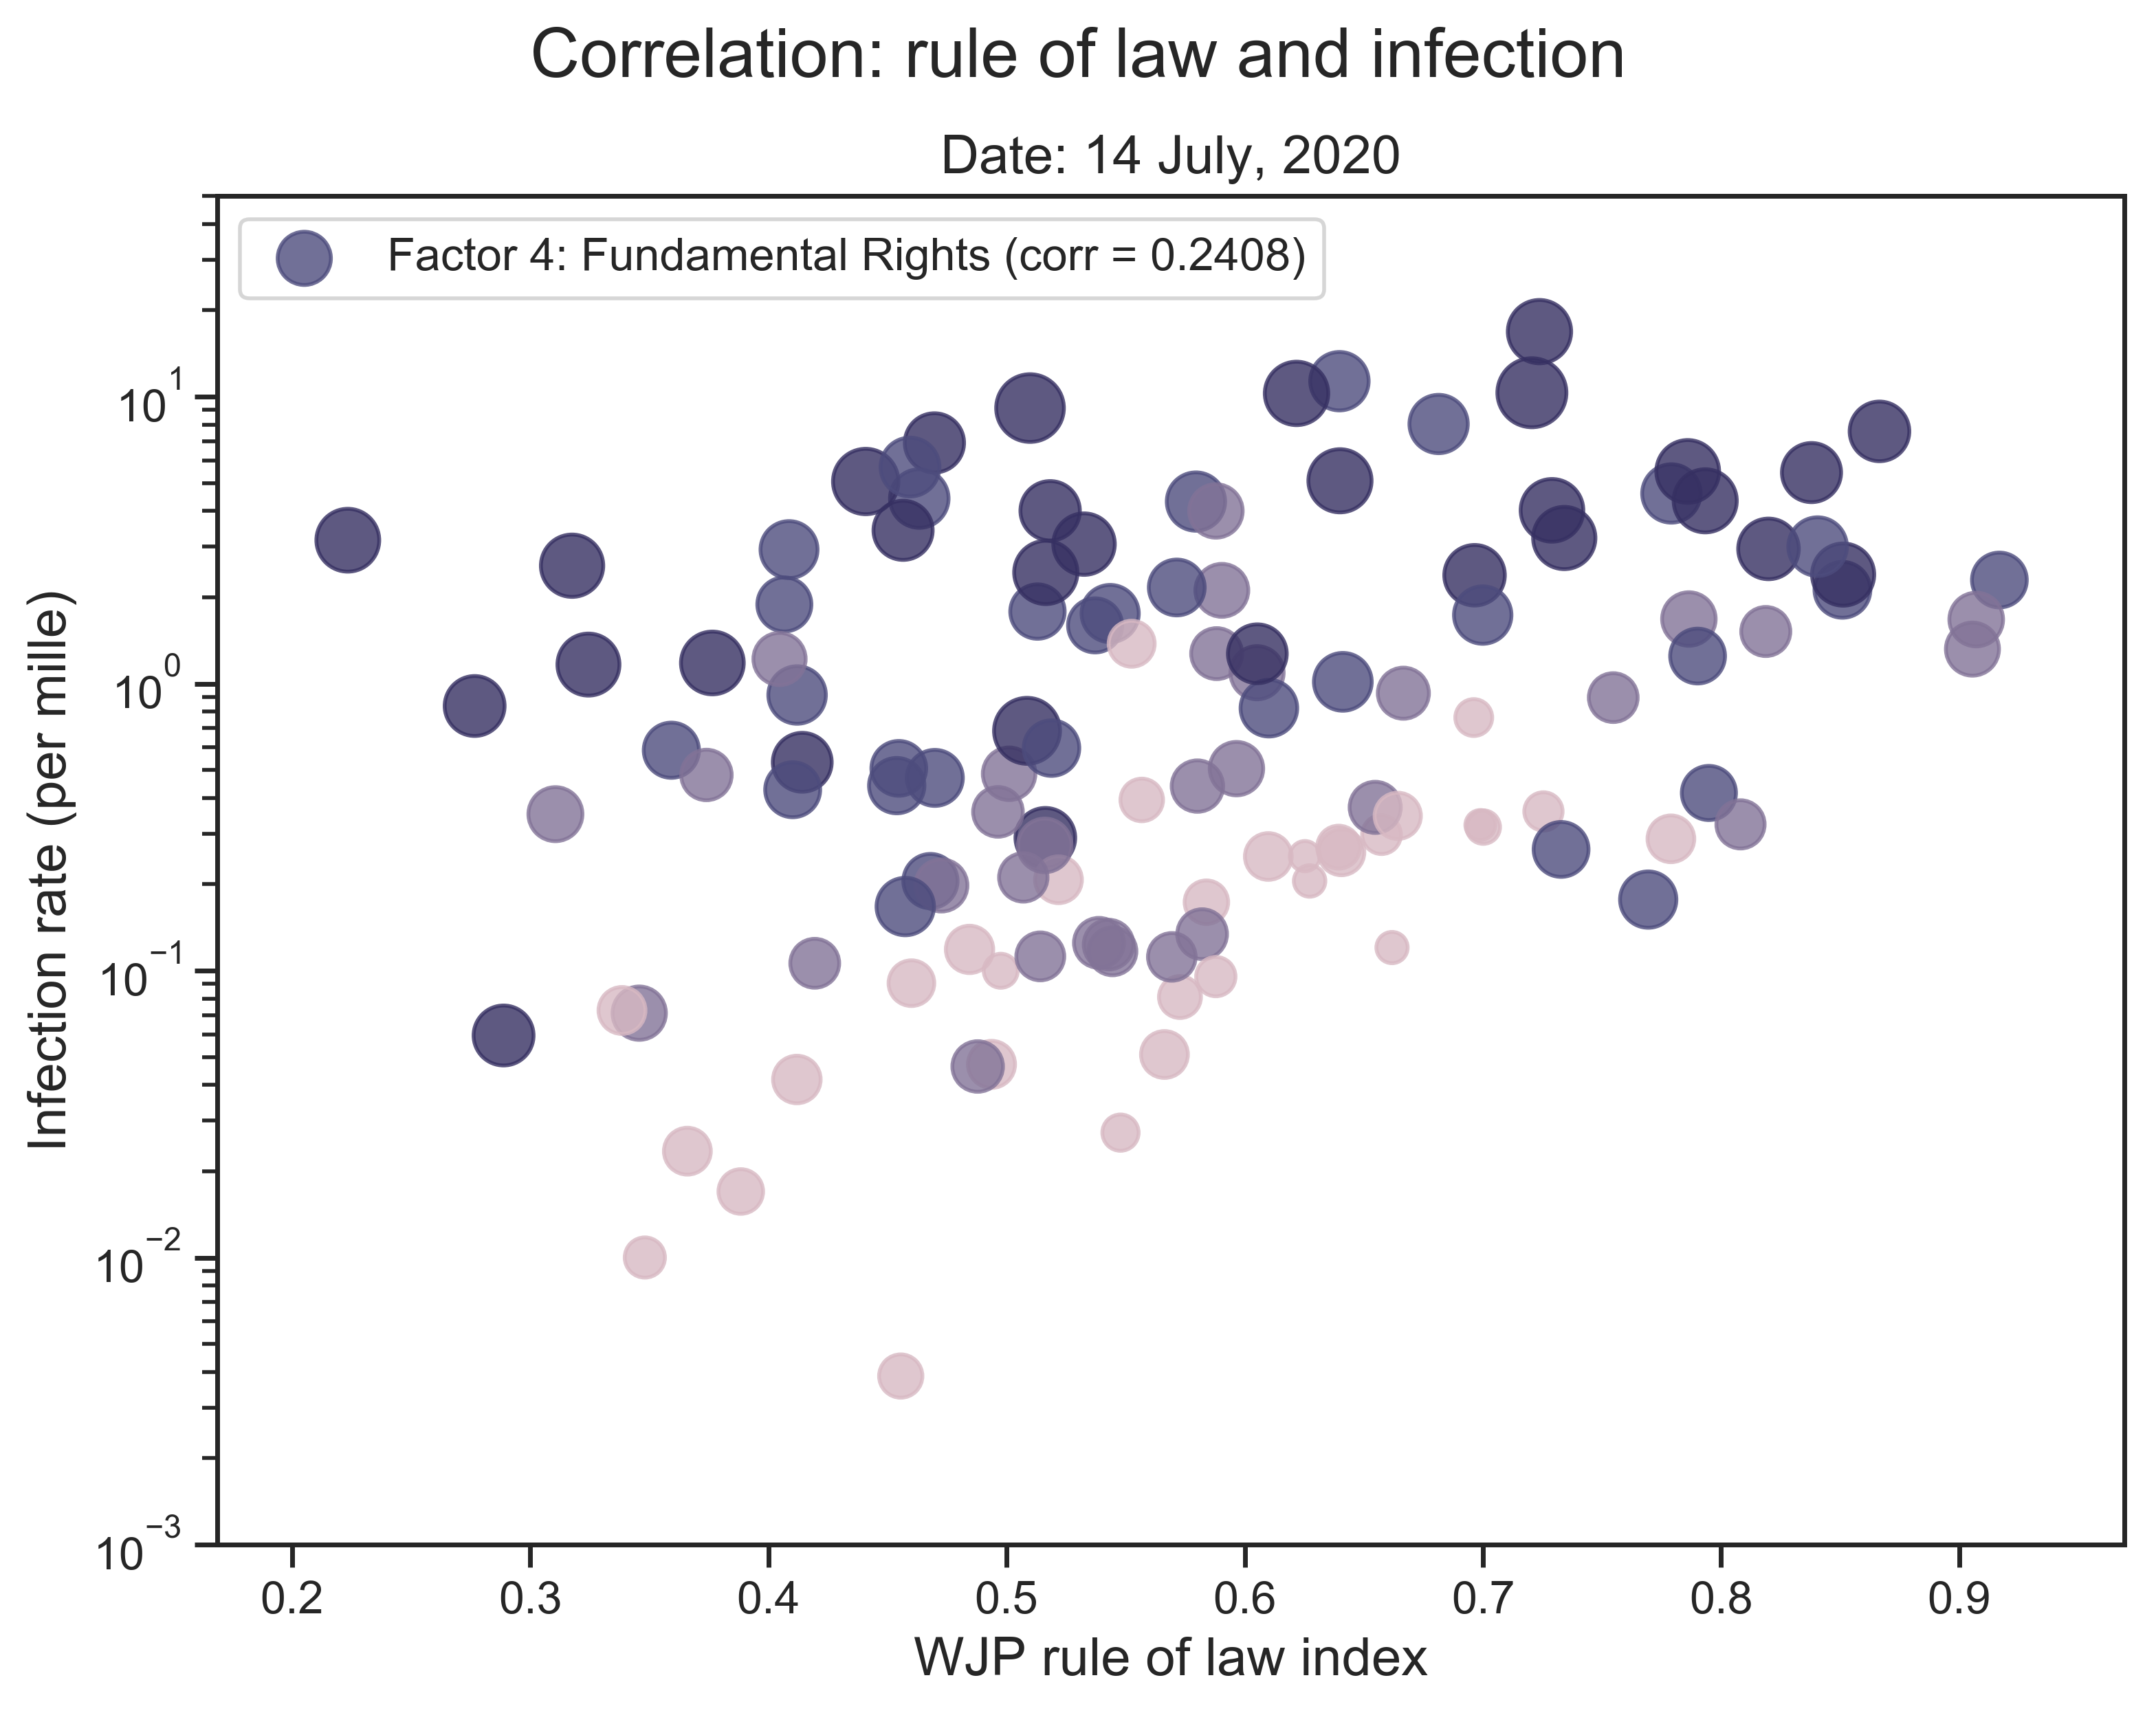 Correlation: rule of law and infection
Date: 14 July, 2020
Factor 4: Fundamental Rights (corr = 0.2408)
Infection rate (per mille)
10^1
10^0
10^−1
10^−2
10^−3
0.2 0.3 0.4 0.5 0.6 0.7 0.8 0.9
WJP rule of law index